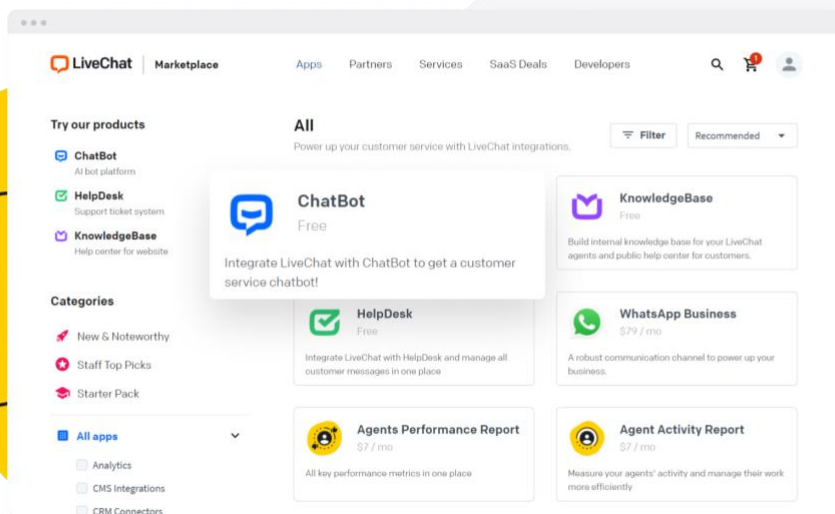 LiveChat Marketplace Apps Partners Services SaaS Deals Developers 1
Try our products
ChatBot
AI bot platform
HelpDesk
Support ticket system
KnowledgeBase
Help center for website
Categories
New & Noteworthy
Staff Top Picks
Starter Pack
All apps
Analytics
CMS Integrations
CRM Connectors
All
Power up your customer service with LiveChat integrations.
Filter
Recommended
ChatBot
Free
Integrate LiveChat with ChatBot to get a customer
service chatbot!
KnowledgeBase
Free
Build internal knowledge base for your LiveChat
agents and public help center for customers.
HelpDesk
Free
Integrate LiveChat with HelpDesk and manage all
customer messages in one place
WhatsApp Business
$79 / mo
A robust communication channel to power up your
business.
Agents Performance Report
$7 / mo
All key performance metrics in one place
Agent Activity Report
$7 / mo
Measure your agents' activity and manage their work
more efficiently